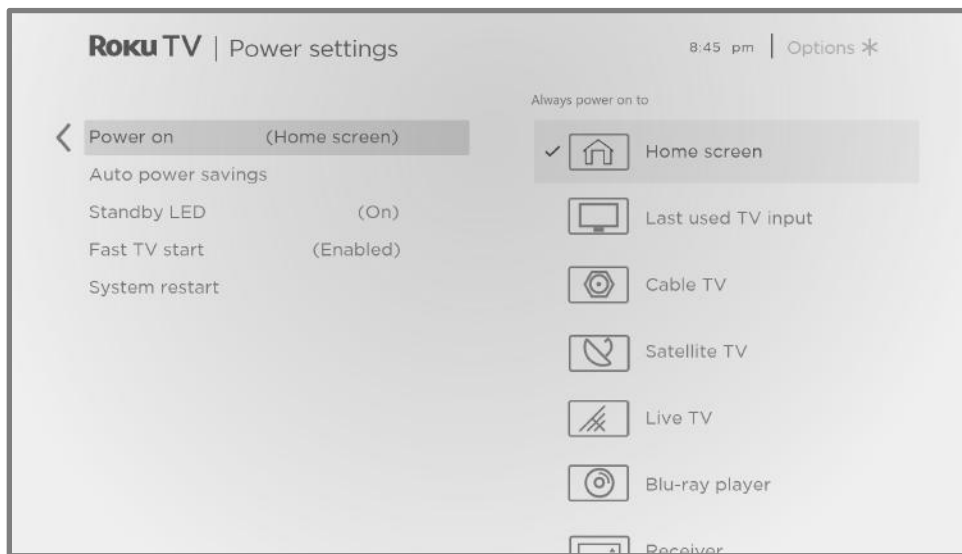 Roku TV | Power settings
8:45 pm | Options
Always power on to
Power on (Home screen)
Auto power savings
Standby LED (On)
Fast TV start (Enabled)
System restart
Home screen
Last used TV input
Cable TV
Satellite TV
Live TV
Blu-ray player
Receiver